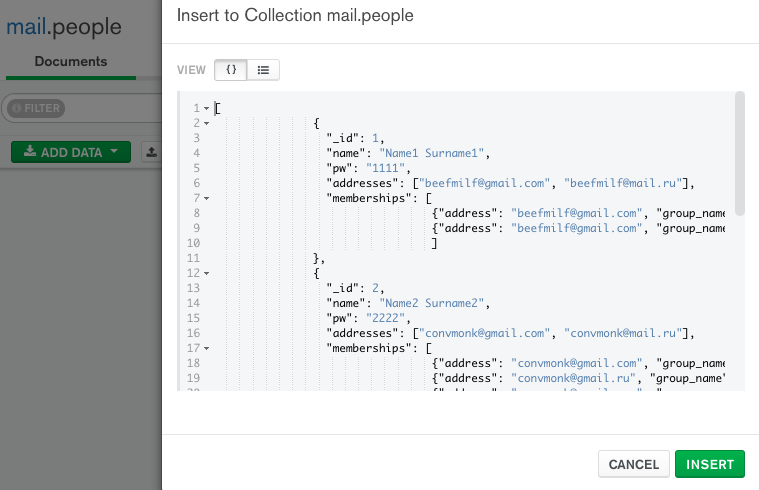 mail.people
Documents
FILTER
ADD DATA
Insert to Collection mail.people
VIEW {}
1 [
2 {
3 "_id": 1,
4 "name": "Name1 Surname1",
5 "pw": "1111",
6 "addresses": ["beefmilf@gmail.com", "beefmilf@mail.ru"],
7 "memberships": [
8 {"address": "beefmilf@gmail.com", "group_name
9 {"address": "beefmilf@gmail.com", "group_name
10 ]
11 },
12 {
13 "_id": 2,
14 "name": "Name2 Surname2",
15 "pw": "2222",
16 "addresses": ["convmonk@gmail.com", "convmonk@mail.ru"],
17 "memberships": [
18 {"address": "convmonk@gmail.com", "group_name
19 {"address": "convmonk@gmail.ru", "group_name"
CANCEL
INSERT